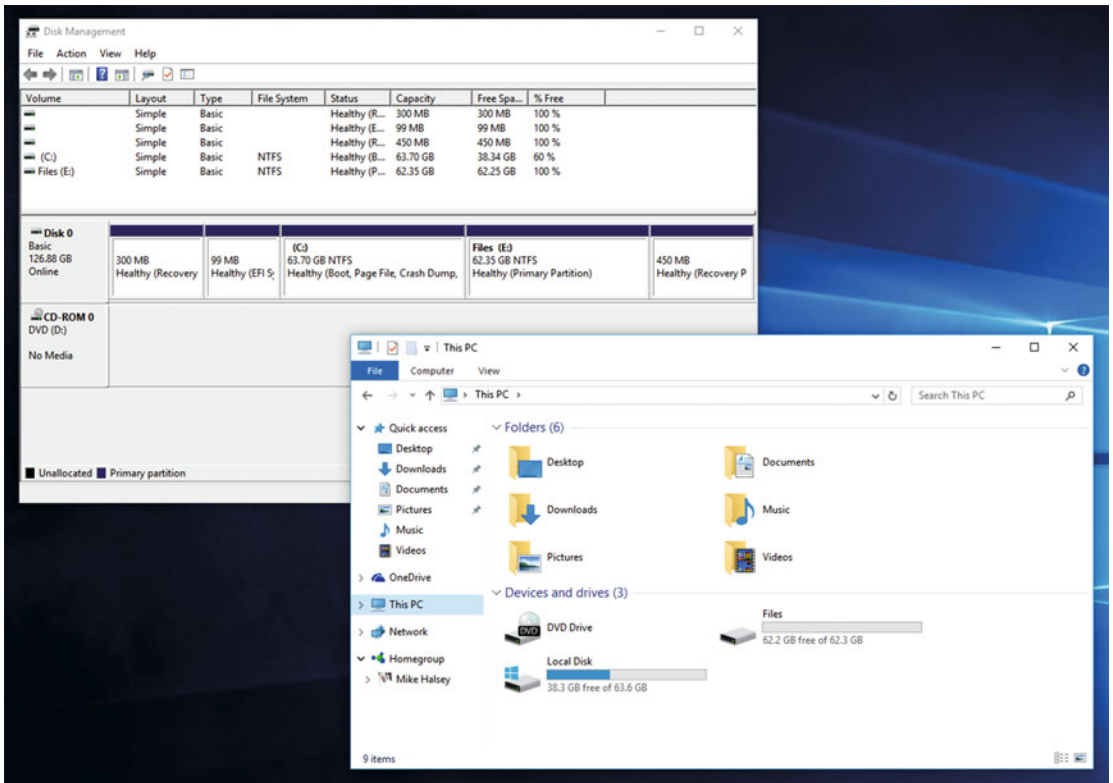 Disk Management
File Action View Help
Volume Layout Type File System Status Capacity Free Spa... % Free
Simple Basic Healthy (R... 300 MB 300 MB 100 %
Simple Basic Healthy (E... 99 MB 99 MB 100 %
Simple Basic Healthy (R... 450 MB 450 MB 100 %
(C:) Simple Basic NTFS Healthy (B... 63.70 GB 38.34 GB 60 %
Files (E:) Simple Basic NTFS Healthy (P... 62.35 GB 62.25 GB 100 %
Disk 0
Basic
126.88 GB
Online
300 MB
Healthy (Recovery
99 MB
Healthy (EFI Sy
(C:)
63.70 GB NTFS
Healthy (Boot, Page File, Crash Dump,
Files (E:)
62.35 GB NTFS
Healthy (Primary Partition)
450 MB
Healthy (Recovery P
CD-ROM 0
DVD (D:)
No Media
Unallocated Primary partition
This PC
File Computer View
This PC
Search This PC
Quick access
Desktop
Downloads
Documents
Pictures
Music
Videos
OneDrive
This PC
Network
Homegroup
Mike Halsey
Folders (6)
Desktop
Documents
Downloads
Music
Pictures
Videos
Devices and drives (3)
DVD
DVD Drive
Files
62.2 GB free of 62.3 GB
Local Disk
38.3 GB free of 63.6 GB
9 items